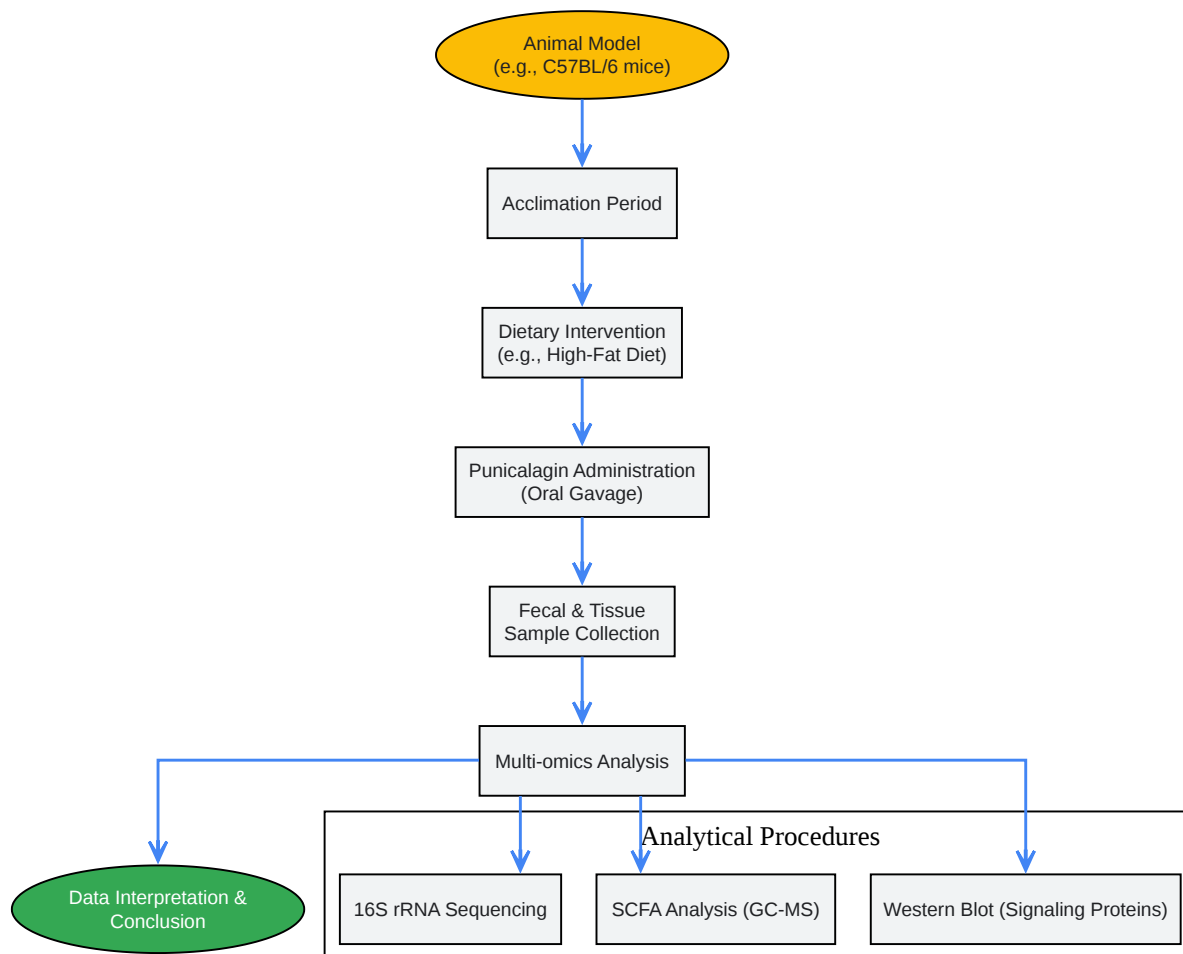 Animal Model
(e.g., C57BL/6 mice)
Acclimation Period
Dietary Intervention
(e.g., High-Fat Diet)
Punicalagin Administration
(Oral Gavage)
Fecal & Tissue
Sample Collection
Multi-omics Analysis
Analytical Procedures
Data Interpretation &
Conclusion
16S rRNA Sequencing
SCFA Analysis (GC-MS)
Western Blot (Signaling Proteins)